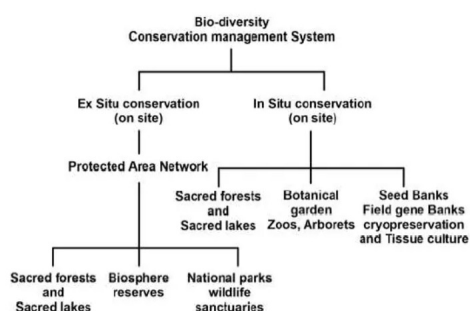 Bio-diversity
Conservation management System
Ex Situ conservation
(on site)
In Situ conservation
(on site)
Protected Area Network
Sacred forests
and
Sacred lakes
Botanical
garden
Zoos, Arborets
Seed Banks
Field gene Banks
cryopreservation
and Tissue culture
Sacred forests
and
Sacred lakes
Biosphere
reserves
National parks
wildlife
sanctuaries